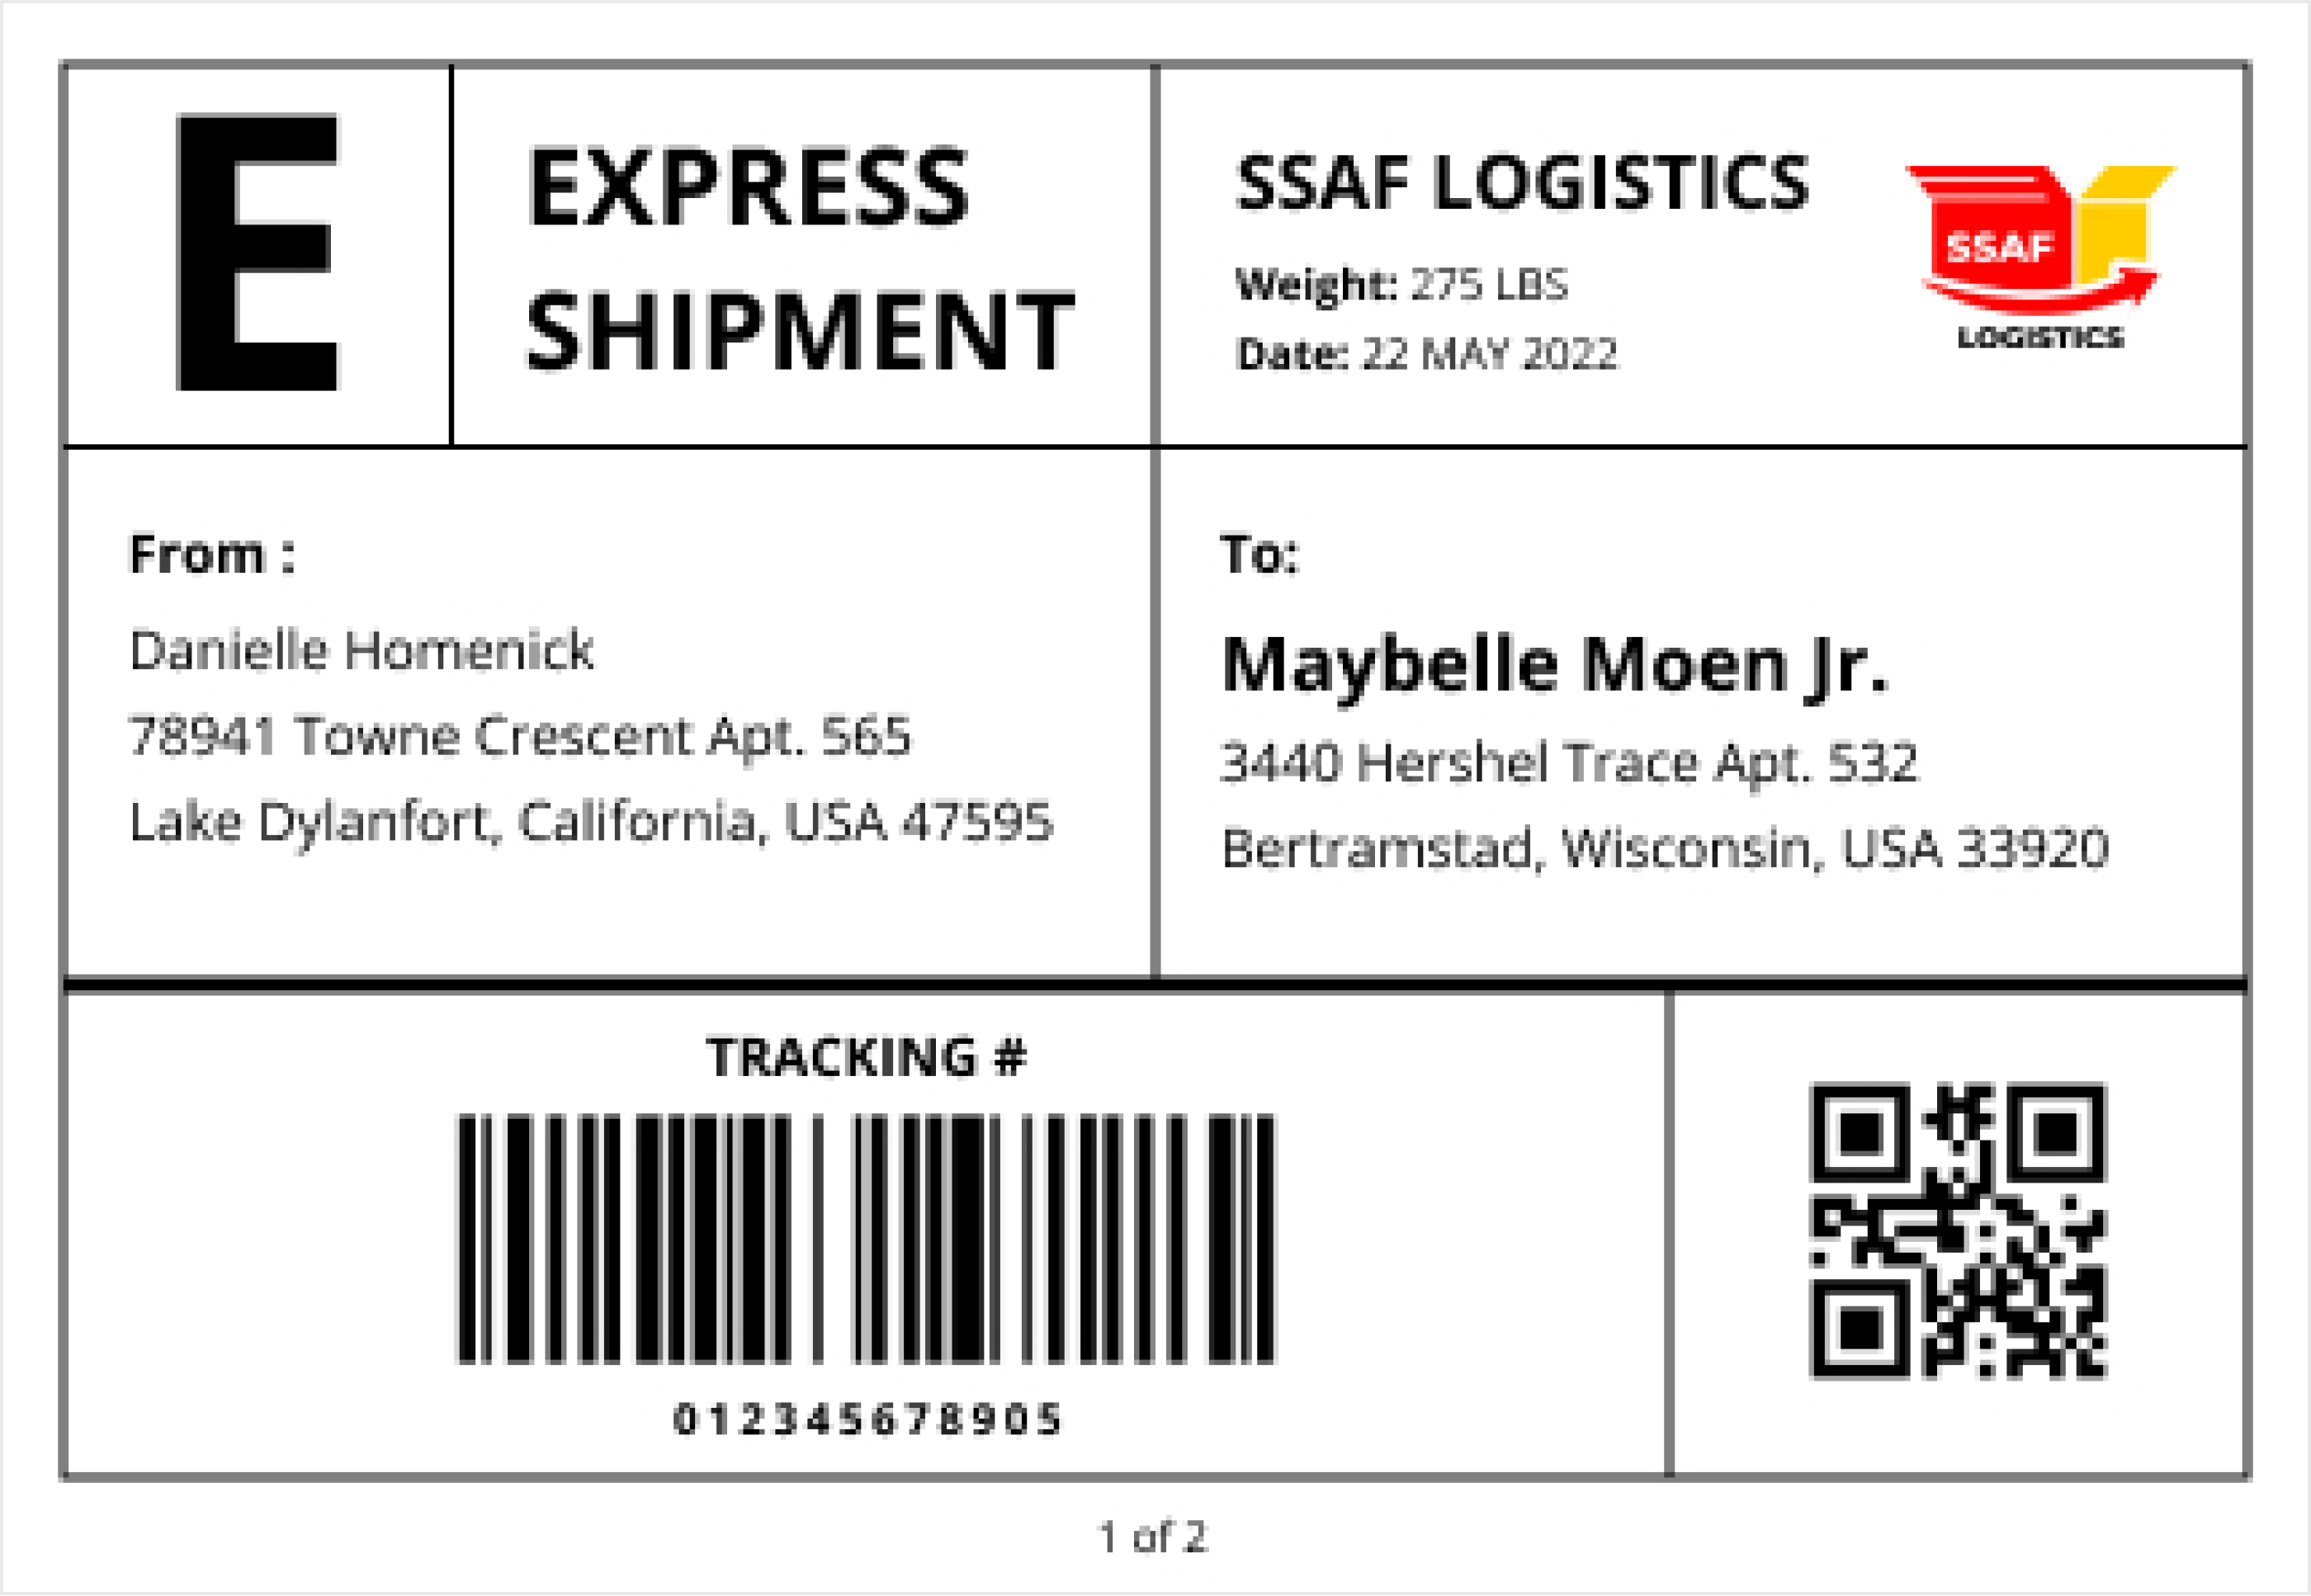 E
EXPRESS
SHIPMENT
SSAF LOGISTICS
Weight: 275 LBS
Date: 22 MAY 2022
SSAF
LOGISTICS
From :
Danielle Homenick
78941 Towne Crescent Apt. 565
Lake Dylanfort, California, USA 47595
To:
Maybelle Moen Jr.
3440 Hershel Trace Apt. 532
Bertramstad, Wisconsin, USA 33920
TRACKING #
012345678905
1 of 2